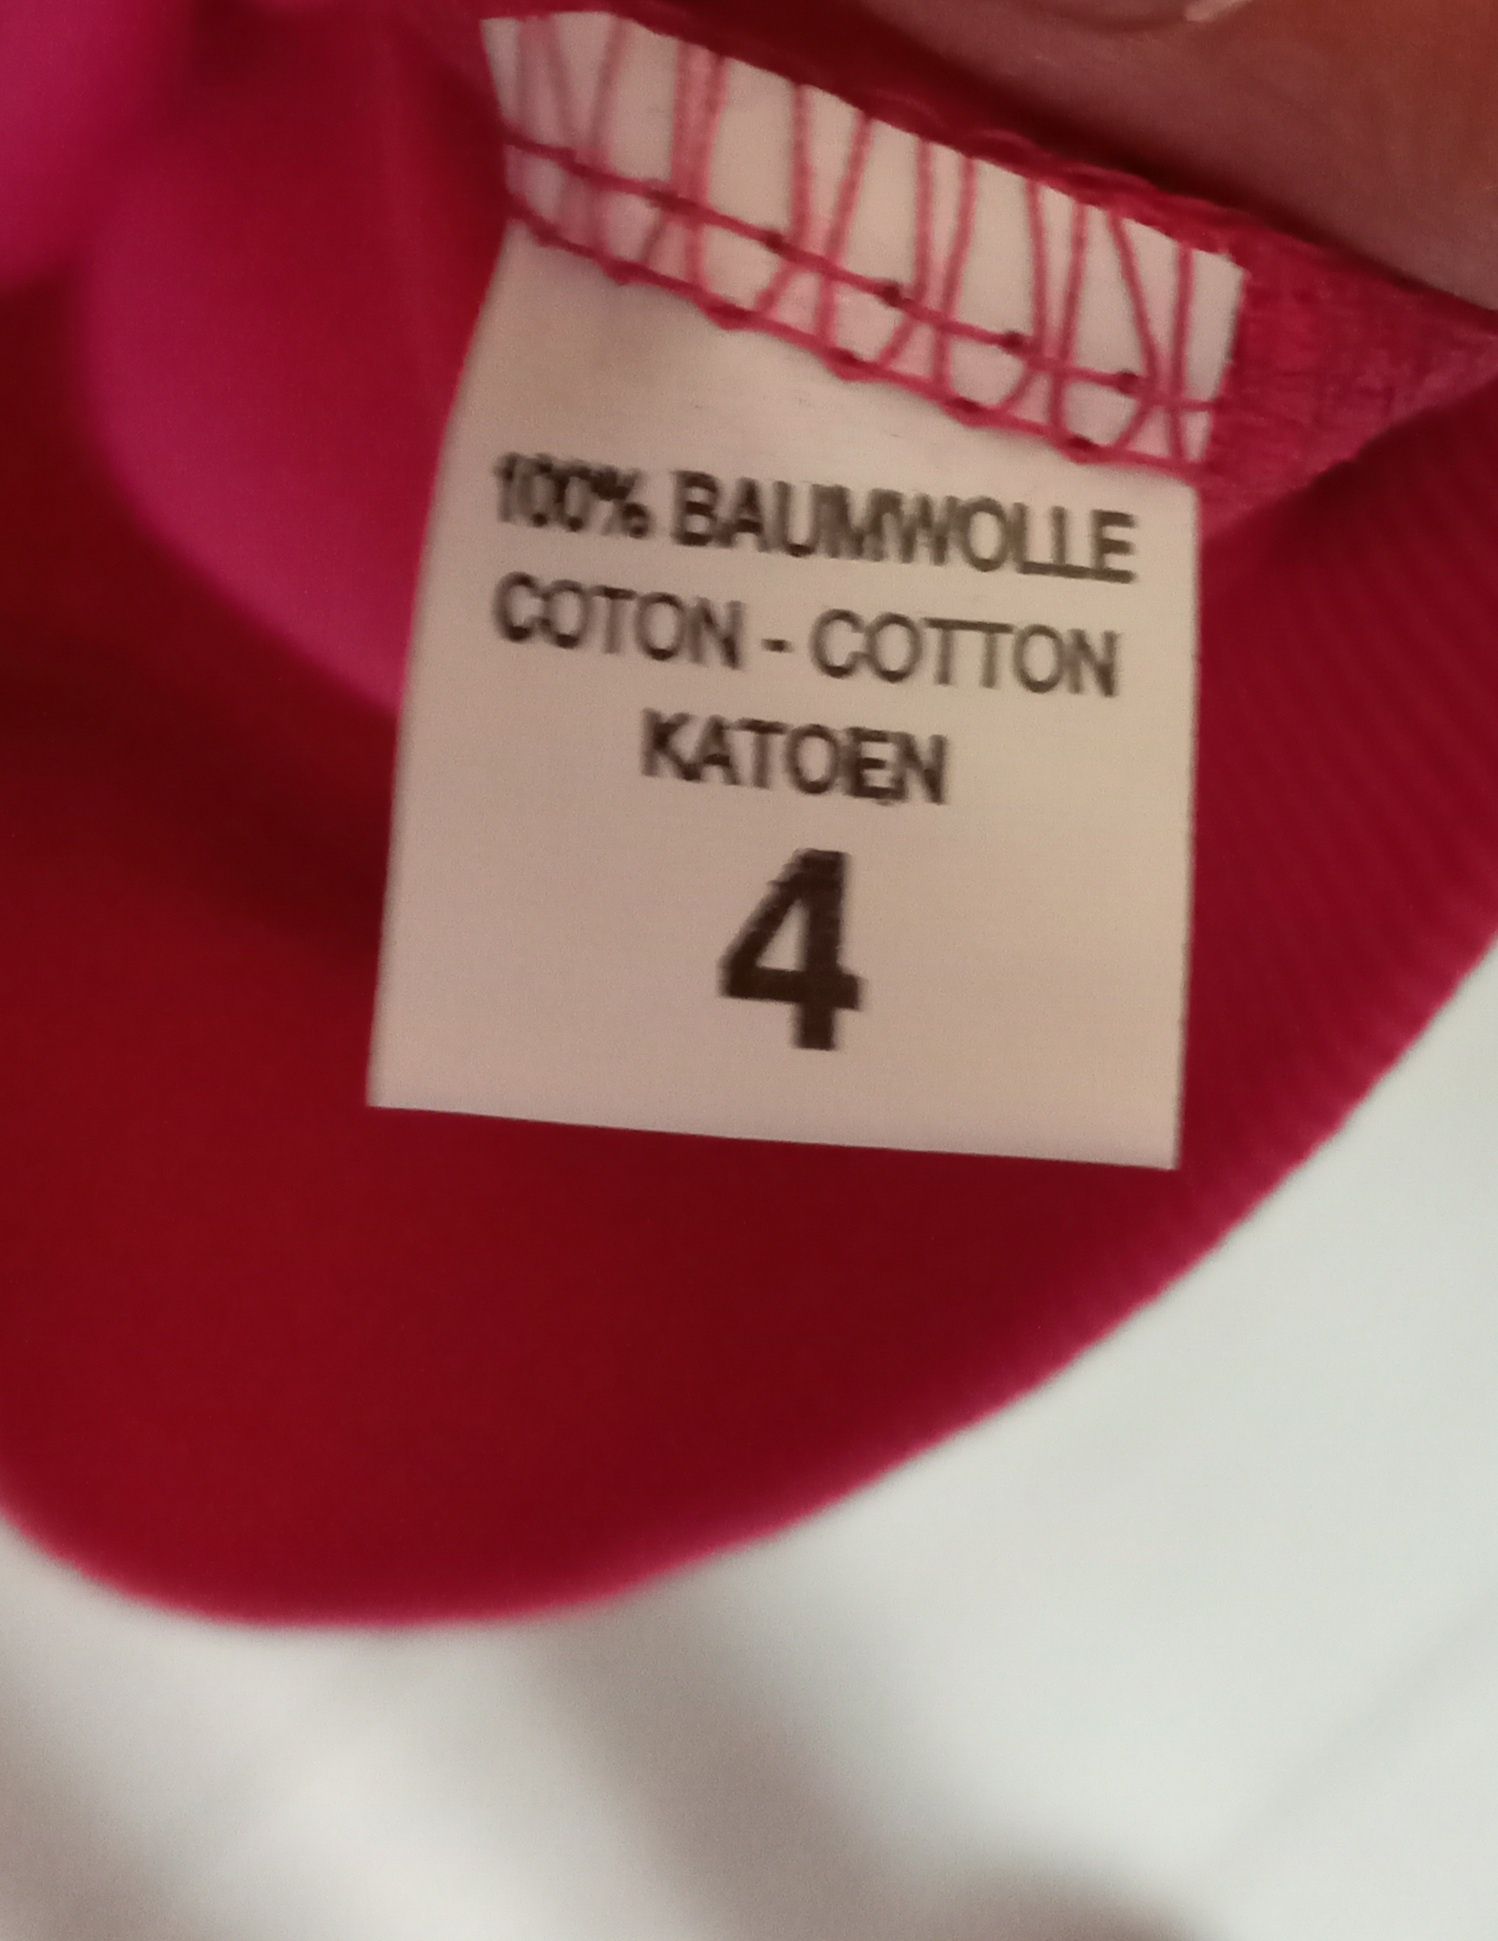 100% BAUMWOLLE
COTON - COTTON
KATOEN
4